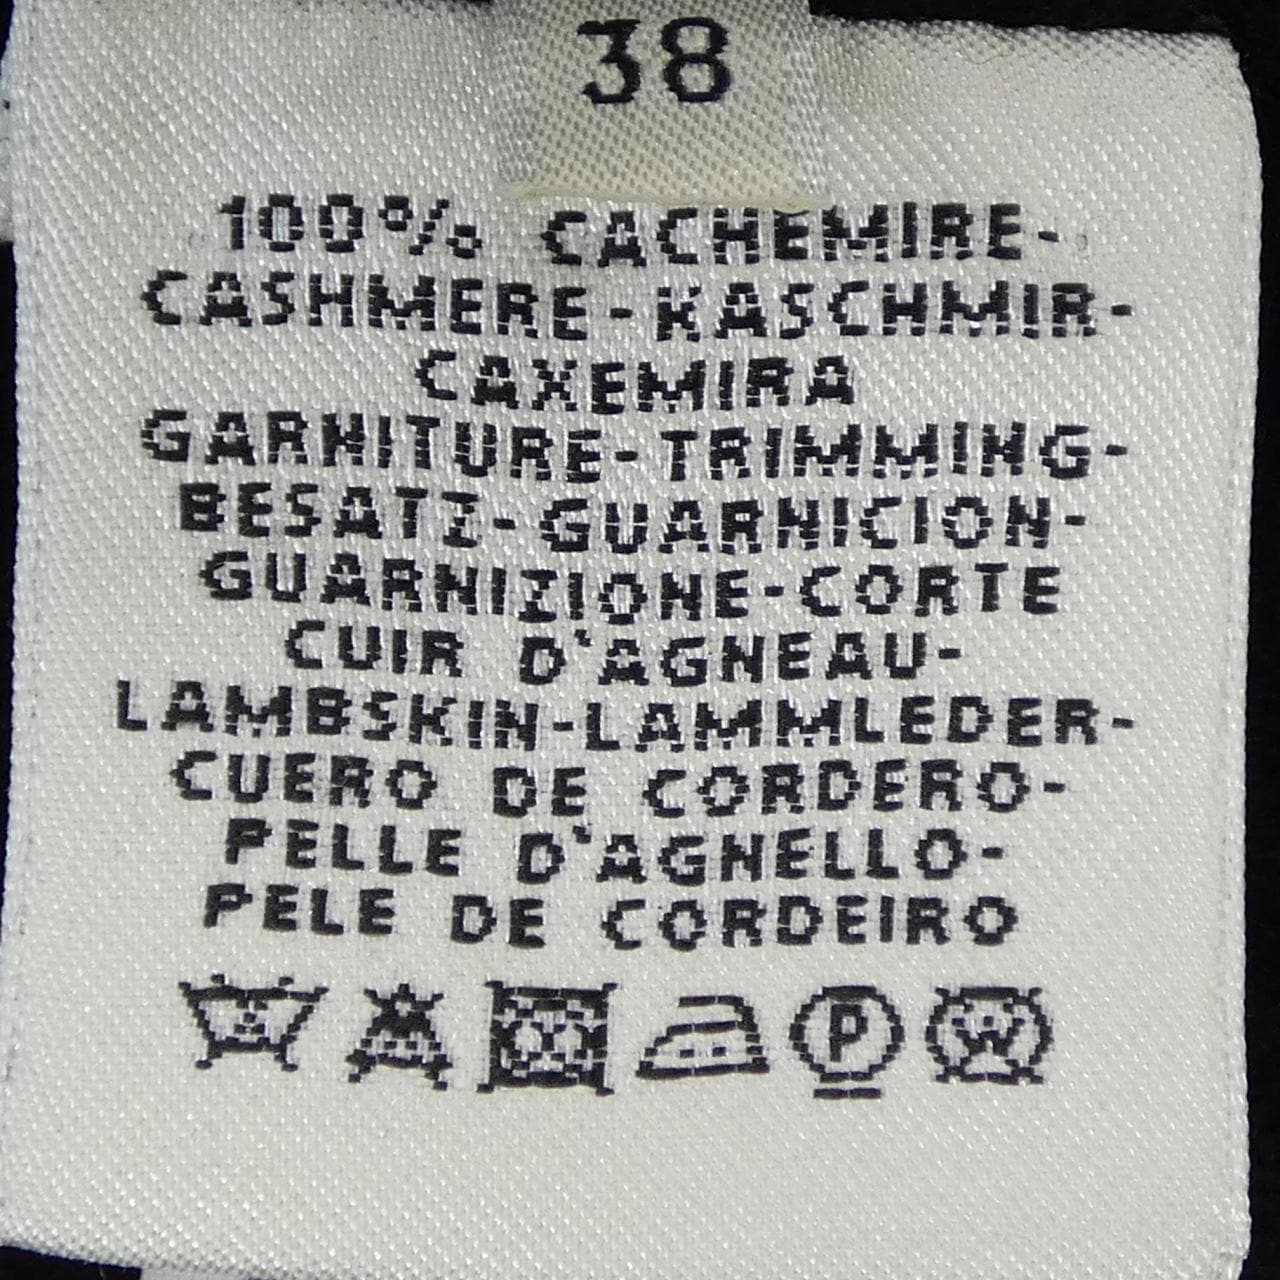 38
100% CACHEMIRE-
CASHMERE-KASCHMIR-
CAXEMIRA
GARNITURE-TRIMMING-
BESATZ-GUARNICION-
GUARNIZIONE-CORTE
CUIR D'AGNEAU-
LAMBSKIN-LAMMLEDER-
CUERO DE CORDERO-
PELLE D'AGNELLO-
PELE DE CORDEIRO
P W